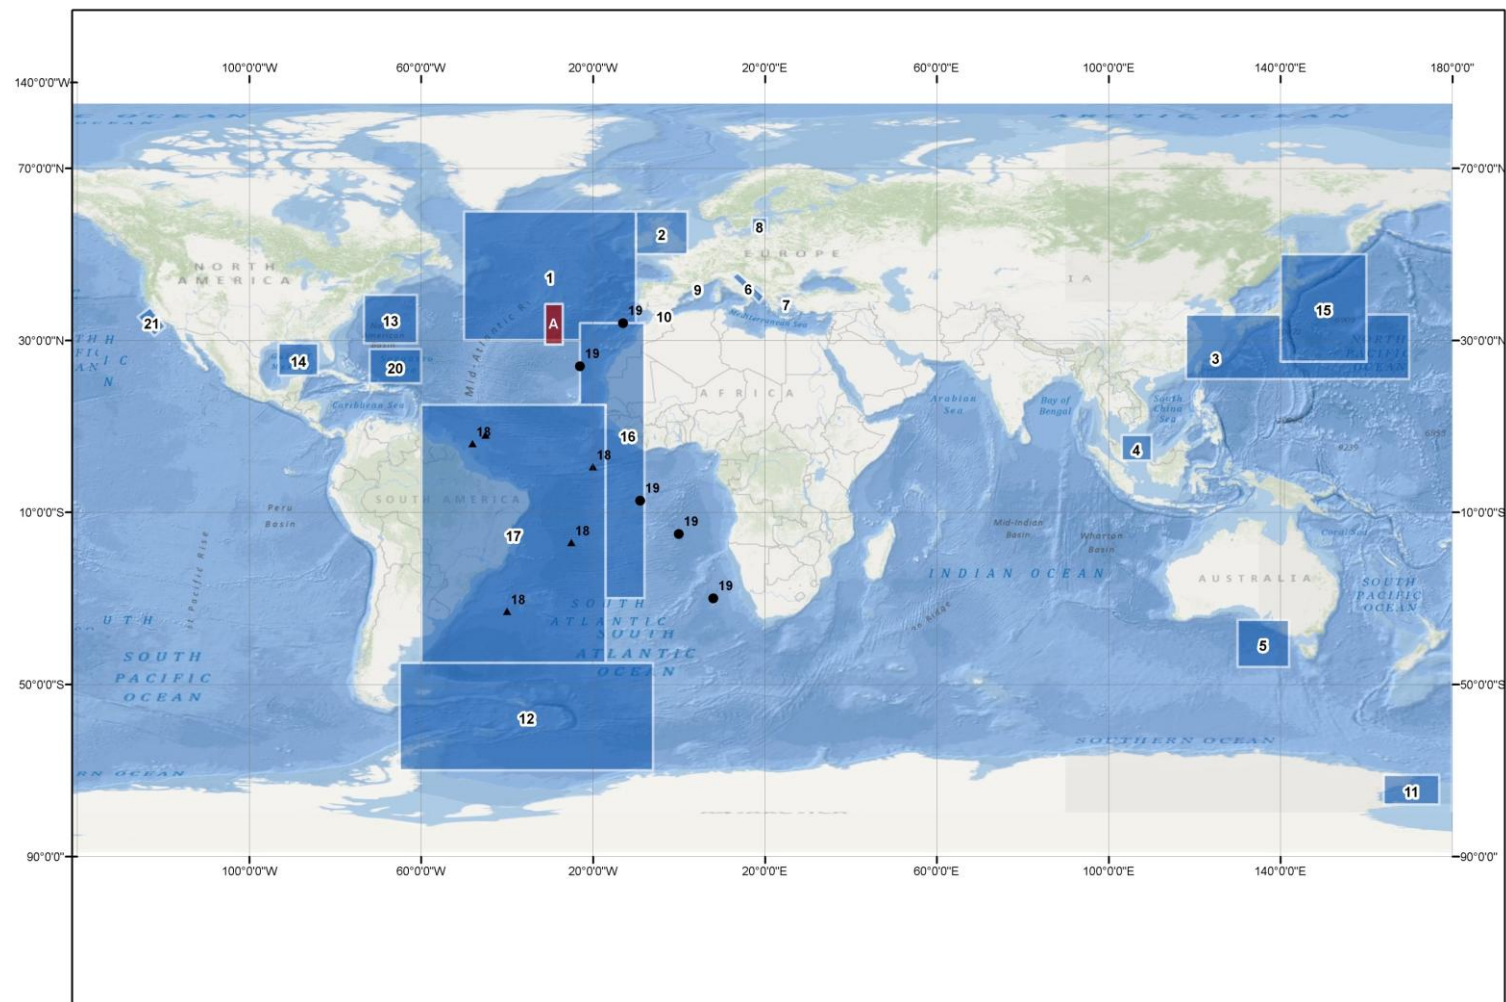 100°0'0"W 60°0'0"W 20°0'0"W 20°0'0"E 60°0'0"E 100°0'0"E 140°0'0"E 180°0'0"
140°0'0"W
ARCTIC OCEAN
OCEAN
70°0'0"N 70°0'0"N
2
8
EUROPE
NORTH
AMERICA
1
9
6
7
15
21
13
A
19
10
Mediterranean Sea
30°0'0"N 30°0'0"N
14
20
19
3
AFRICA
Caribbean Sea
Arabian
Sea
Bay of
Bengal
South
China
Sea
18
16
18
4
19
SOUTH AMERICA
Peru
Basin
10°0'0"S 10°0'0"S
17
18
19
Mid-Indian
Basin
Wharton
Basin
Coral Sea
INDIAN OCEAN
AUSTRALIA
SOUTH
PACIFIC
OCEAN
18
19
SOUTH
ATLANTIC
SOUTH
ATLANTIC
OCEAN
5
SOUTH
PACIFIC
OCEAN
50°0'0"S 50°0'0"S
12
SOUTHERN OCEAN
11
90°0'0" 90°0'0"
100°0'0"W 60°0'0"W 20°0'0"W 20°0'0"E 60°0'0"E 100°0'0"E 140°0'0"E